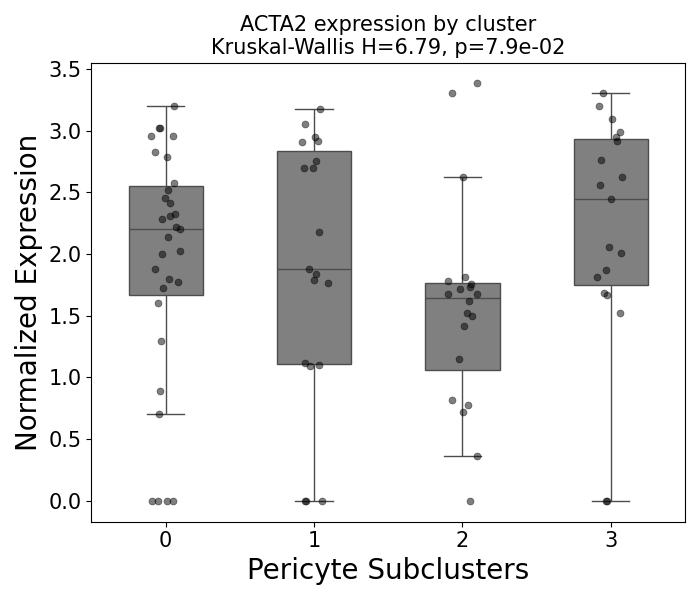 ACTA2 expression by cluster
Kruskal-Wallis H=6.79, p=7.9e-02
Normalized Expression
3.5
3.0
2.5
2.0
1.5
1.0
0.5
0.0
0 1 2 3
Pericyte Subclusters